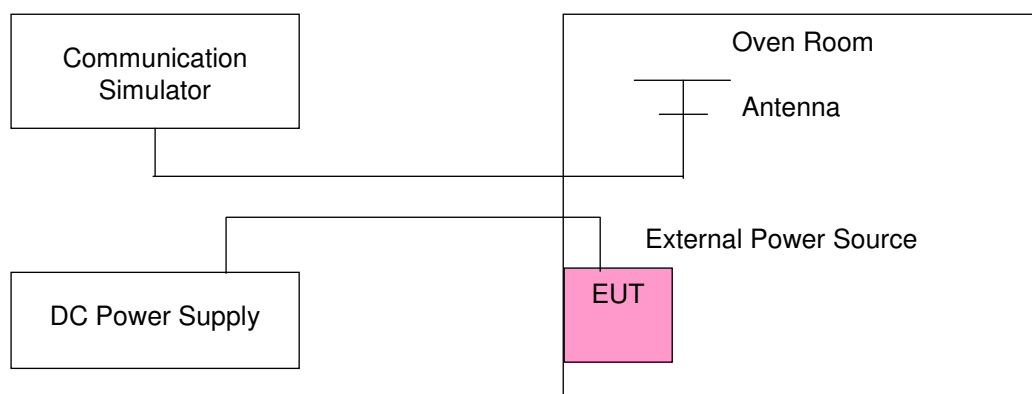 Communication
Simulator
Oven Room
Antenna
External Power Source
DC Power Supply
EUT